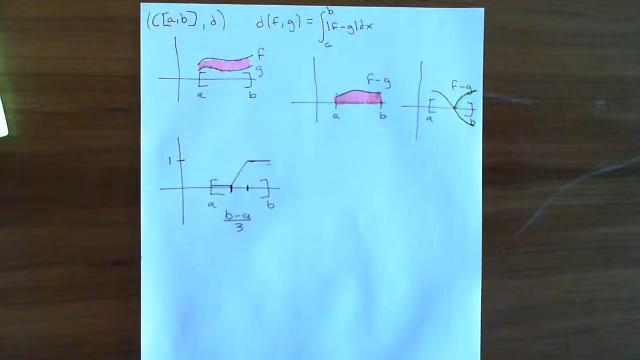 (C[a,b], d)   d(f,g) = ∫_a^b |f-g|dx
f
g
a b
f-g
a b
f-g
a b
1
a b
b-a
3